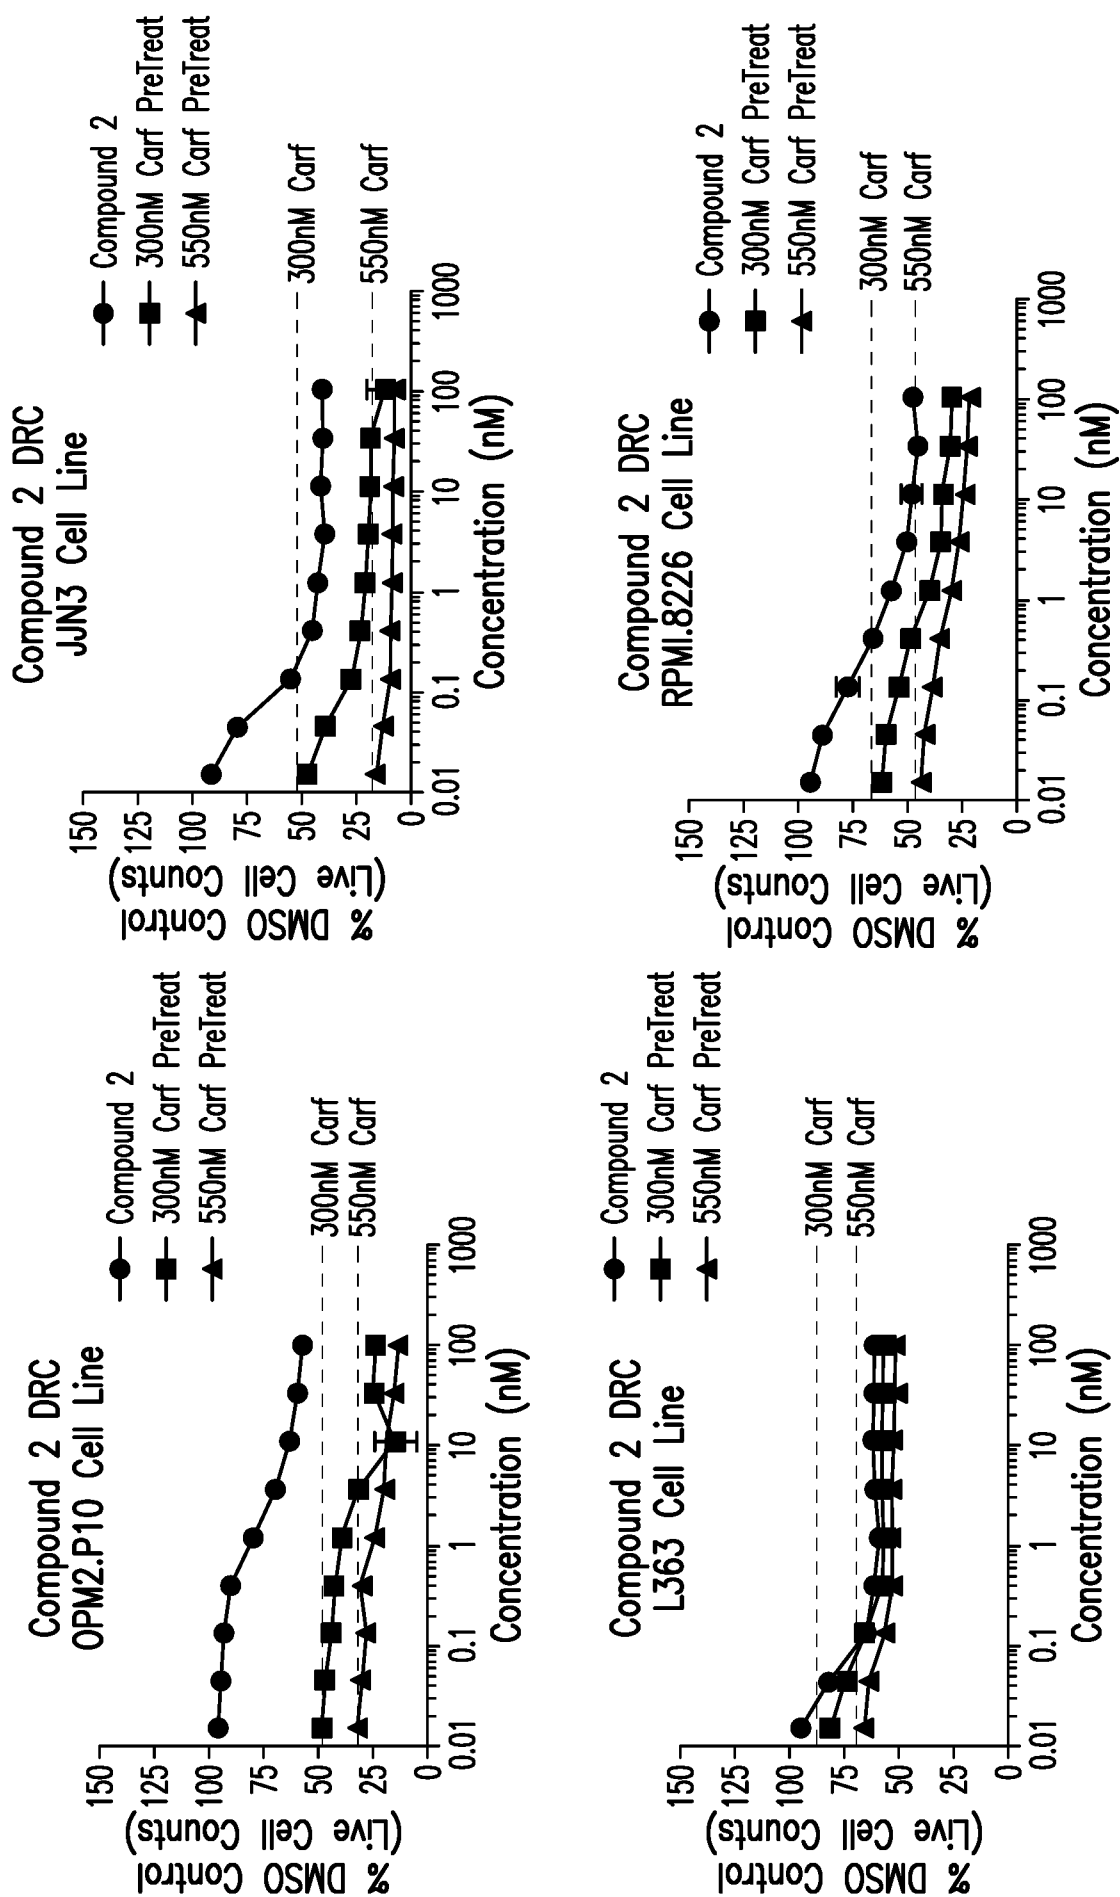 Compound 2 DRC
OPM2.P10 Cell Line
% DMSO Control
(Live Cell Counts)
150
125
100
75
50
25
0
0.01
0.1
1
10
100
1000
Concentration (nM)
Compound 2
300nM Carf PreTreat
550nM Carf PreTreat
300nM Carf
550nM Carf
Compound 2 DRC
JJN3 Cell Line
% DMSO Control
(Live Cell Counts)
150
125
100
75
50
25
0
0.01
0.1
1
10
100
1000
Concentration (nM)
Compound 2
300nM Carf PreTreat
550nM Carf PreTreat
300nM Carf
550nM Carf
Compound 2 DRC
L363 Cell Line
% DMSO Control
(Live Cell Counts)
150
125
100
75
50
25
0
0.01
0.1
1
10
100
1000
Concentration (nM)
Compound 2
300nM Carf PreTreat
550nM Carf PreTreat
300nM Carf
550nM Carf
Compound 2 DRC
RPMI.8226 Cell Line
% DMSO Control
(Live Cell Counts)
150
125
100
75
50
25
0
0.01
0.1
1
10
100
1000
Concentration (nM)
Compound 2
300nM Carf PreTreat
550nM Carf PreTreat
300nM Carf
550nM Carf